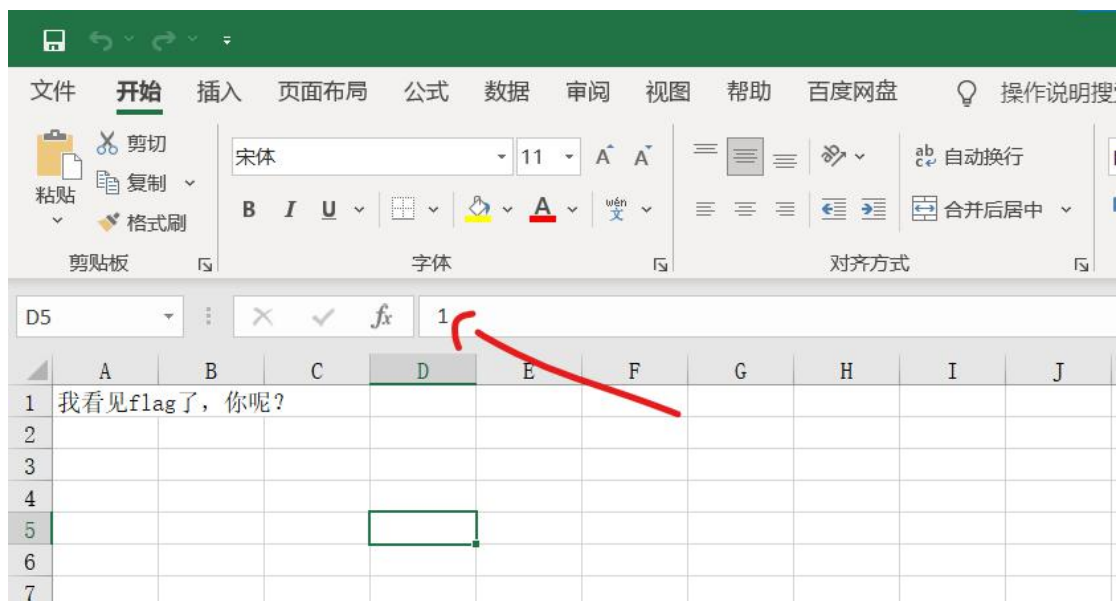 文件 开始 插入 页面布局 公式 数据 审阅 视图 帮助 百度网盘 操作说明搜
剪切
宋体 11 A A ab 自动换行
复制
粘贴
格式刷
B I U A wén 文 合并后居中
剪贴板 字体 对齐方式
D5 fx 1
A B C D E F G H I J
1 我看见flag了，你呢？
2
3
4
5
6
7